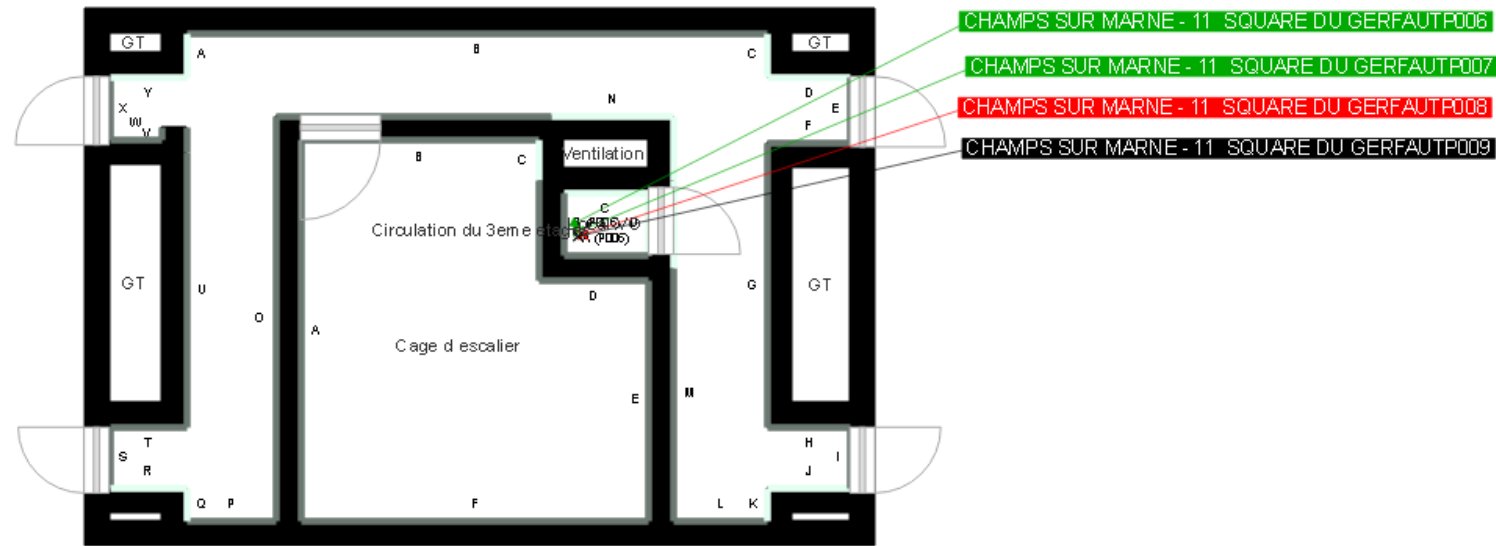 CHAMPS SUR MARNE - 11 SQUARE DU GERFAUTP006
GT
A
B
C
GT
CHAMPS SUR MARNE - 11 SQUARE DU GERFAUTP007
Y
X
W
V
N
D
E
F
CHAMPS SUR MARNE - 11 SQUARE DU GERFAUTP008
CHAMPS SUR MARNE - 11 SQUARE DU GERFAUTP009
B
C
Ventilation
C
Circulation du 3eme etage
(P006)
GT
U
O
A
D
G
GT
Cage d escalier
E
M
T
S
R
H
I
J
Q
P
F
L
K